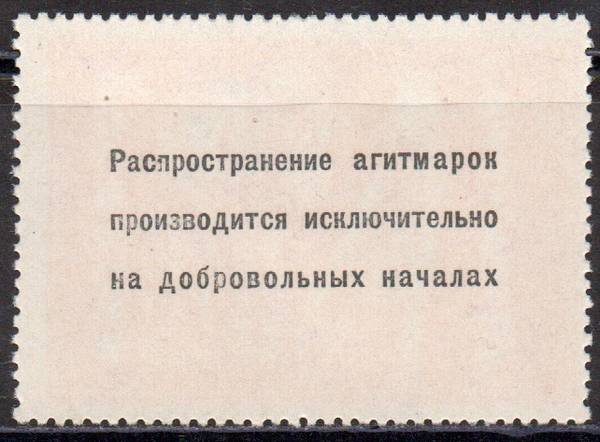 Распространение агитмарок
производится исключительно
на добровольных началах